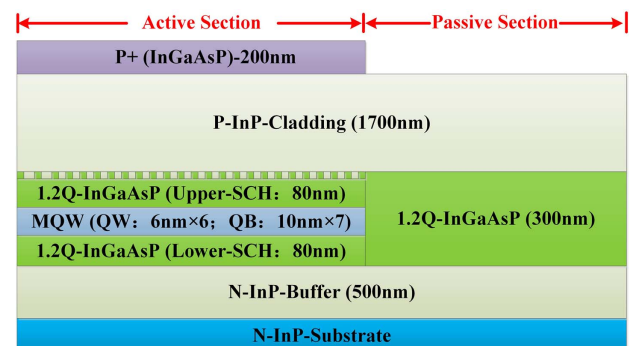 Active Section
Passive Section
P+ (InGaAsP)-200nm
P-InP-Cladding (1700nm)
1.2Q-InGaAsP (Upper-SCH：80nm)
MQW (QW：6nm×6；QB：10nm×7)
1.2Q-InGaAsP (300nm)
1.2Q-InGaAsP (Lower-SCH：80nm)
N-InP-Buffer (500nm)
N-InP-Substrate